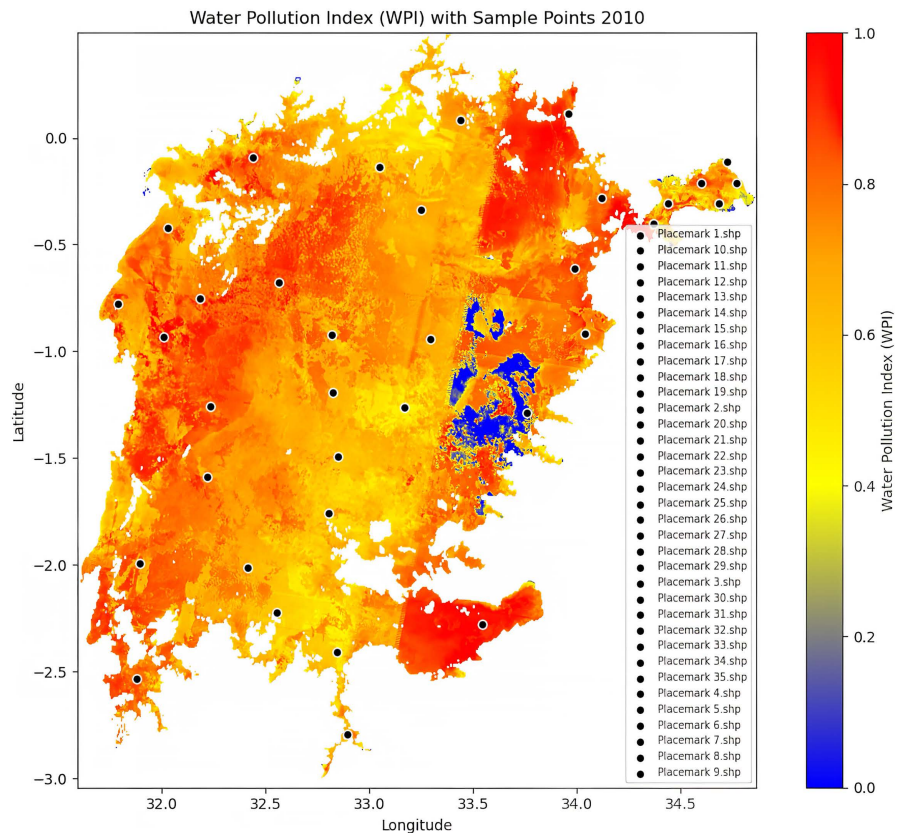 Water Pollution Index (WPI) with Sample Points 2010
Latitude
0.0
−0.5
−1.0
−1.5
−2.0
−2.5
−3.0
32.0 32.5 33.0 33.5 34.0 34.5
Longitude
Placemark 1.shp
Placemark 10.shp
Placemark 11.shp
Placemark 12.shp
Placemark 13.shp
Placemark 14.shp
Placemark 15.shp
Placemark 16.shp
Placemark 17.shp
Placemark 18.shp
Placemark 19.shp
Placemark 2.shp
Placemark 20.shp
Placemark 21.shp
Placemark 22.shp
Placemark 23.shp
Placemark 24.shp
Placemark 25.shp
Placemark 26.shp
Placemark 27.shp
Placemark 28.shp
Placemark 29.shp
Placemark 3.shp
Placemark 30.shp
Placemark 31.shp
Placemark 32.shp
Placemark 33.shp
Placemark 34.shp
Placemark 35.shp
Placemark 4.shp
Placemark 5.shp
Placemark 6.shp
Placemark 7.shp
Placemark 8.shp
Placemark 9.shp
1.0
0.8
0.6
0.4
0.2
0.0
Water Pollution Index (WPI)